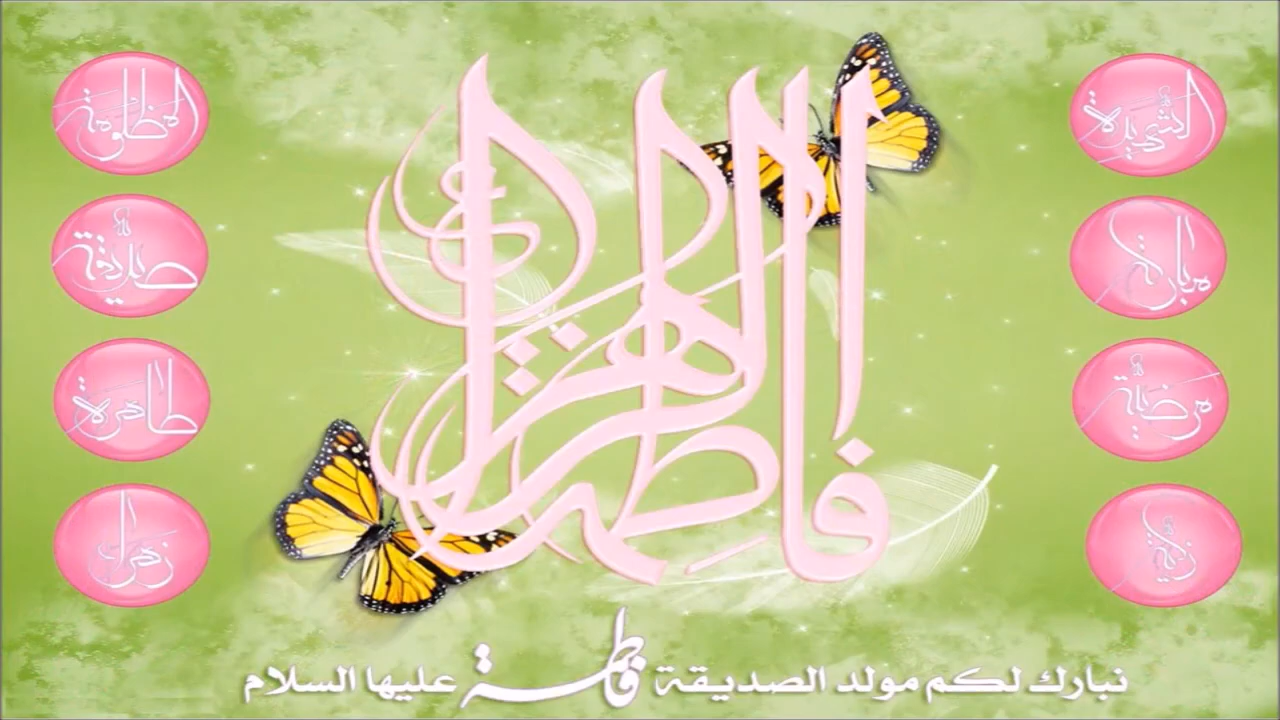 فاطمة الزهراء
الشهيدة
المظلومة
مباركة
صديقة
مرضية
طاهرة
زكية
زهراء
نبارك لكم مولد الصديقة فاطمة عليها السلام